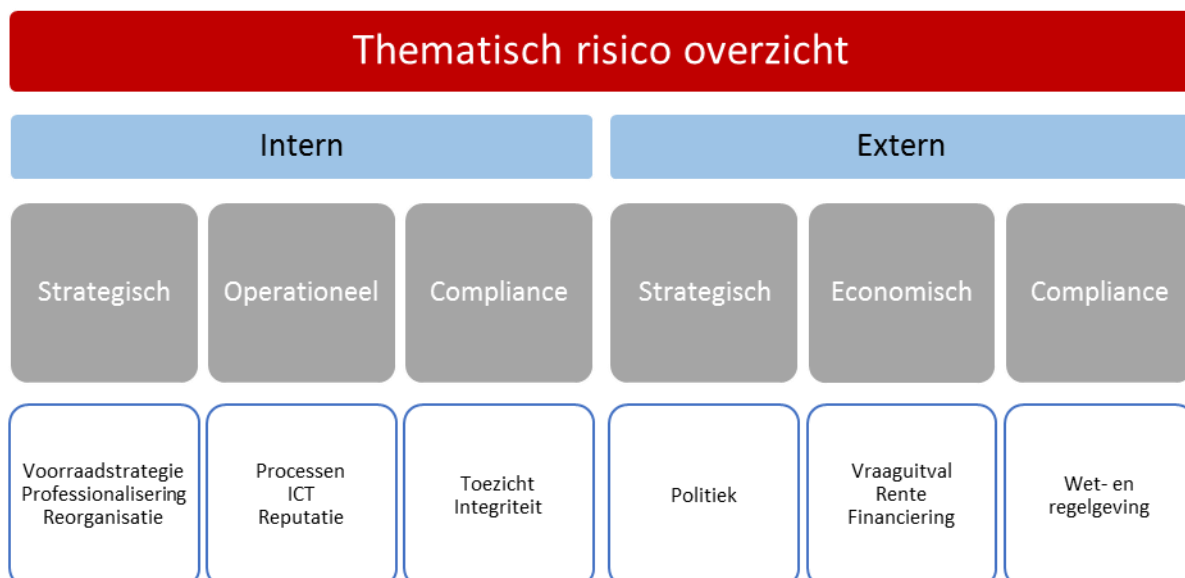 Thematisch risico overzicht
Intern
Extern
Strategisch
Operationeel
Compliance
Strategisch
Economisch
Compliance
Voorraadstrategie
Professionalisering
Reorganisatie
Processen
ICT
Reputatie
Toezicht
Integriteit
Politiek
Vraaguitval
Rente
Financiering
Wet- en
regelgeving